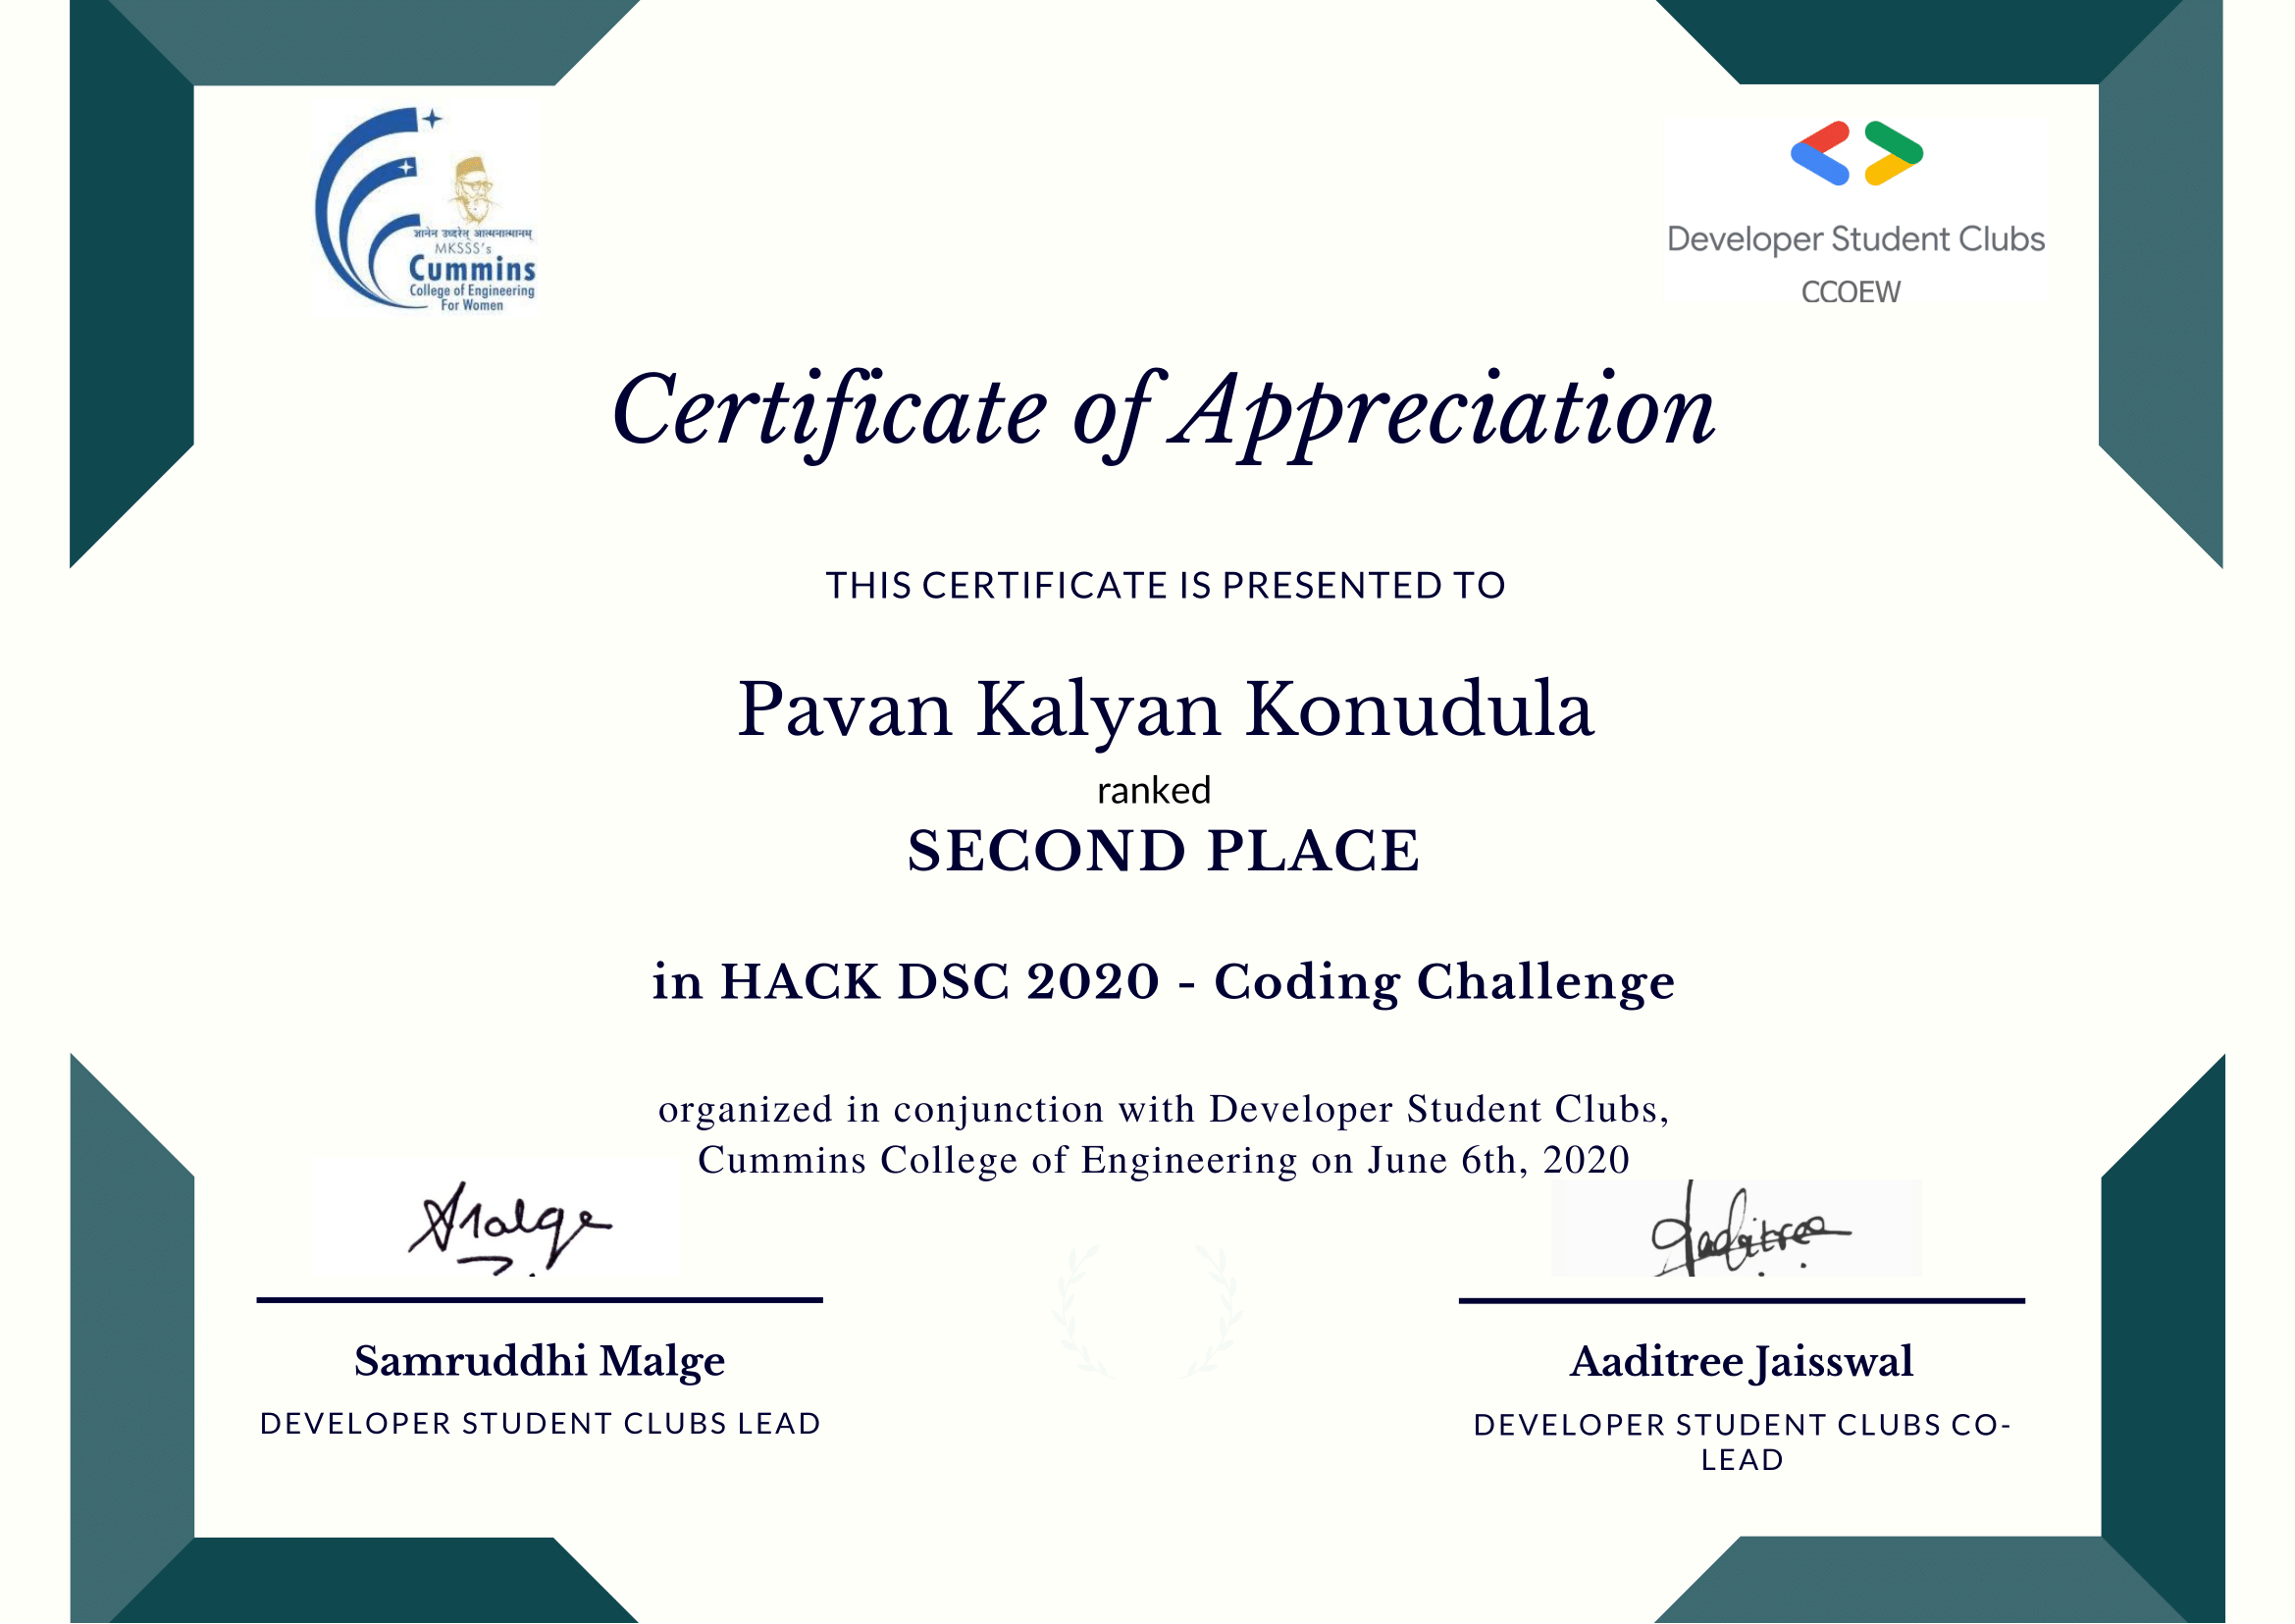 ज्ञानेन उध्दरेत् आत्मनात्मानम्
MKSSS's
Cummins
College of Engineering
For Women
Developer Student Clubs
CCOEW
Certificate of Appreciation
THIS CERTIFICATE IS PRESENTED TO
Pavan Kalyan Konudula
ranked
SECOND PLACE
in HACK DSC 2020 - Coding Challenge
organized in conjunction with Developer Student Clubs,
Cummins College of Engineering on June 6th, 2020
Malge
Aaditree
Samruddhi Malge
DEVELOPER STUDENT CLUBS LEAD
Aaditree Jaisswal
DEVELOPER STUDENT CLUBS CO-
LEAD